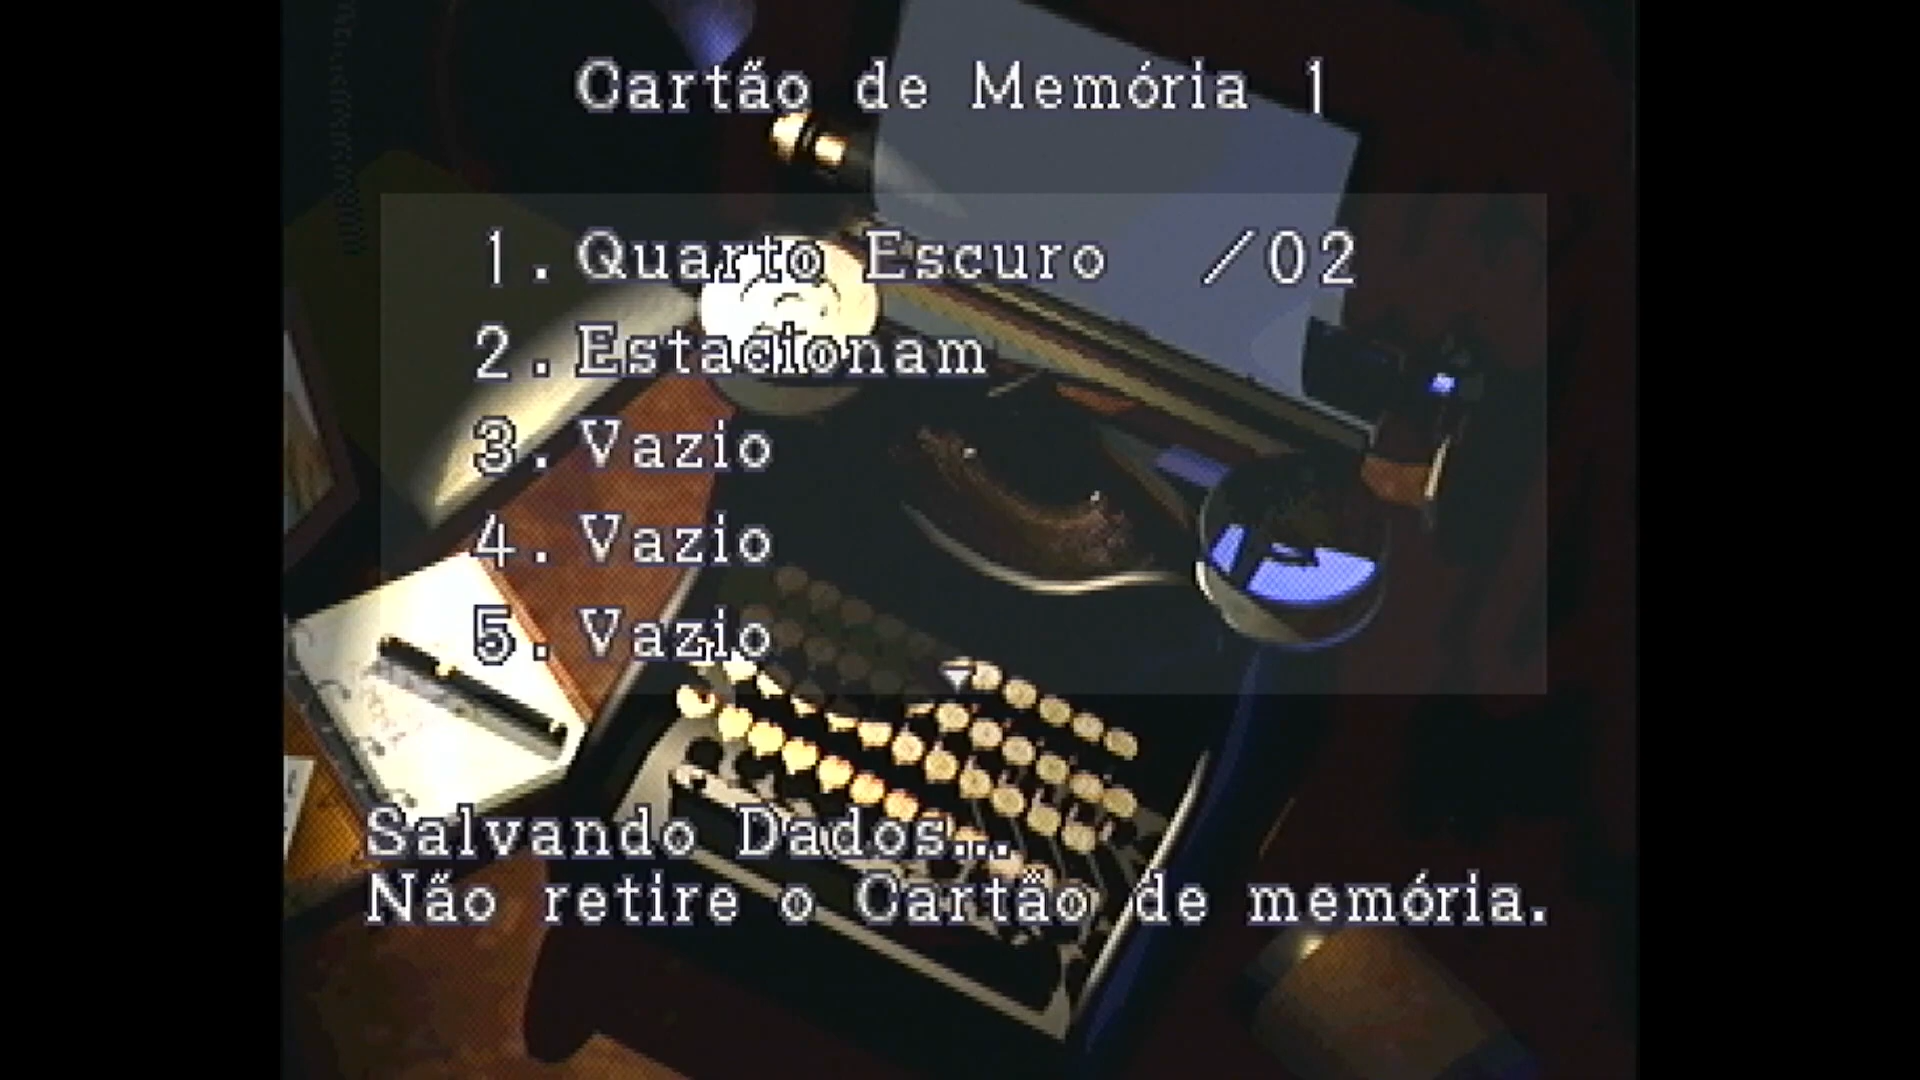 Cartão de Memória 1
1. Quarto Escuro /02
2. Estacionam
3. Vazio
4. Vazio
5. Vazio
Salvando Dados...
Não retire o Cartão de memória.